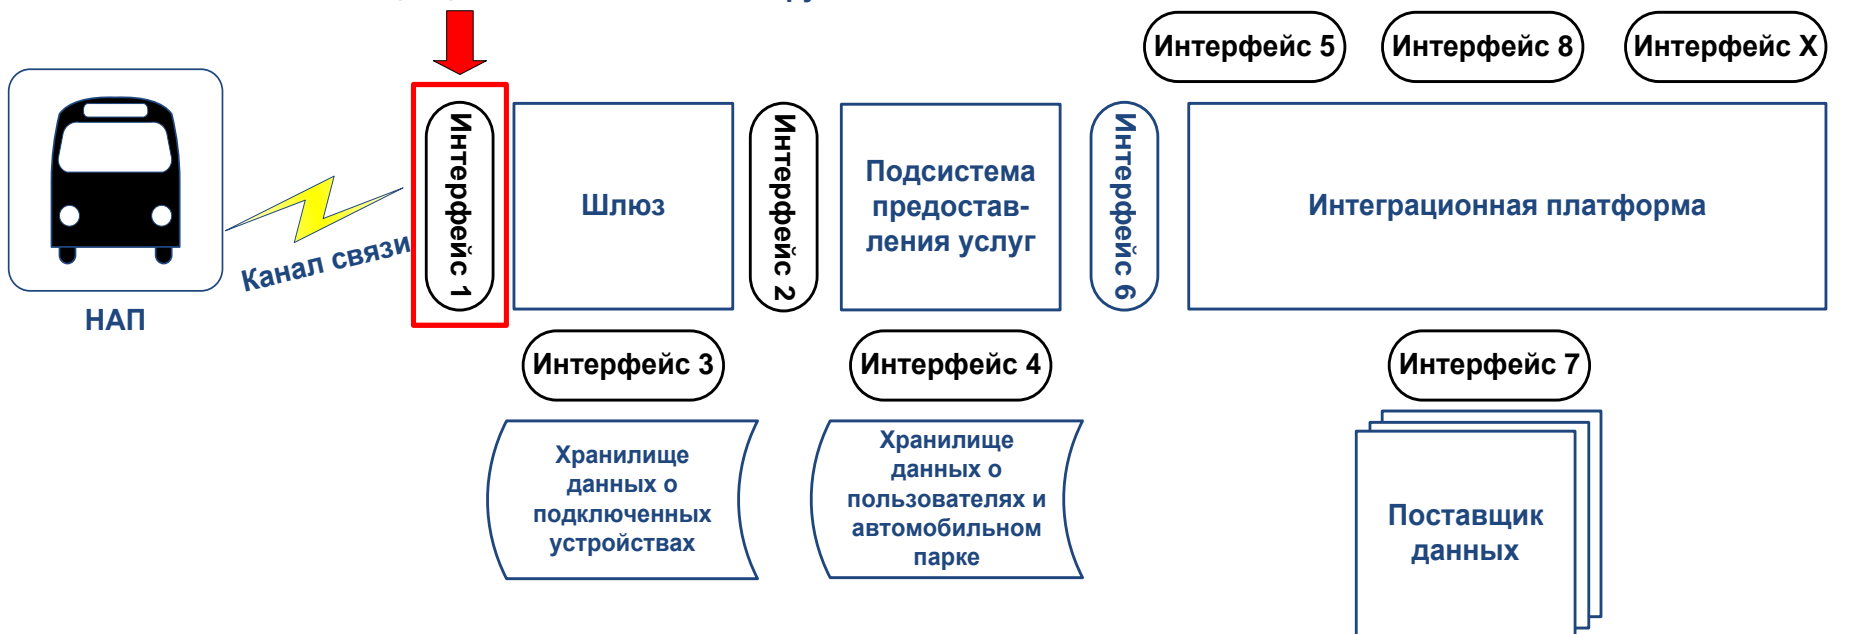 Интерфейс 5
Интерфейс 8
Интерфейс X
Интерфейс 1
Шлюз
Интерфейс 2
Подсистема
предостав-
ления услуг
Интерфейс 6
Интеграционная платформа
Канал связи
НАП
Интерфейс 3
Интерфейс 4
Интерфейс 7
Хранилище
данных о
подключенных
устройствах
Хранилище
данных о
пользователях и
автомобильном
парке
Поставщик
данных